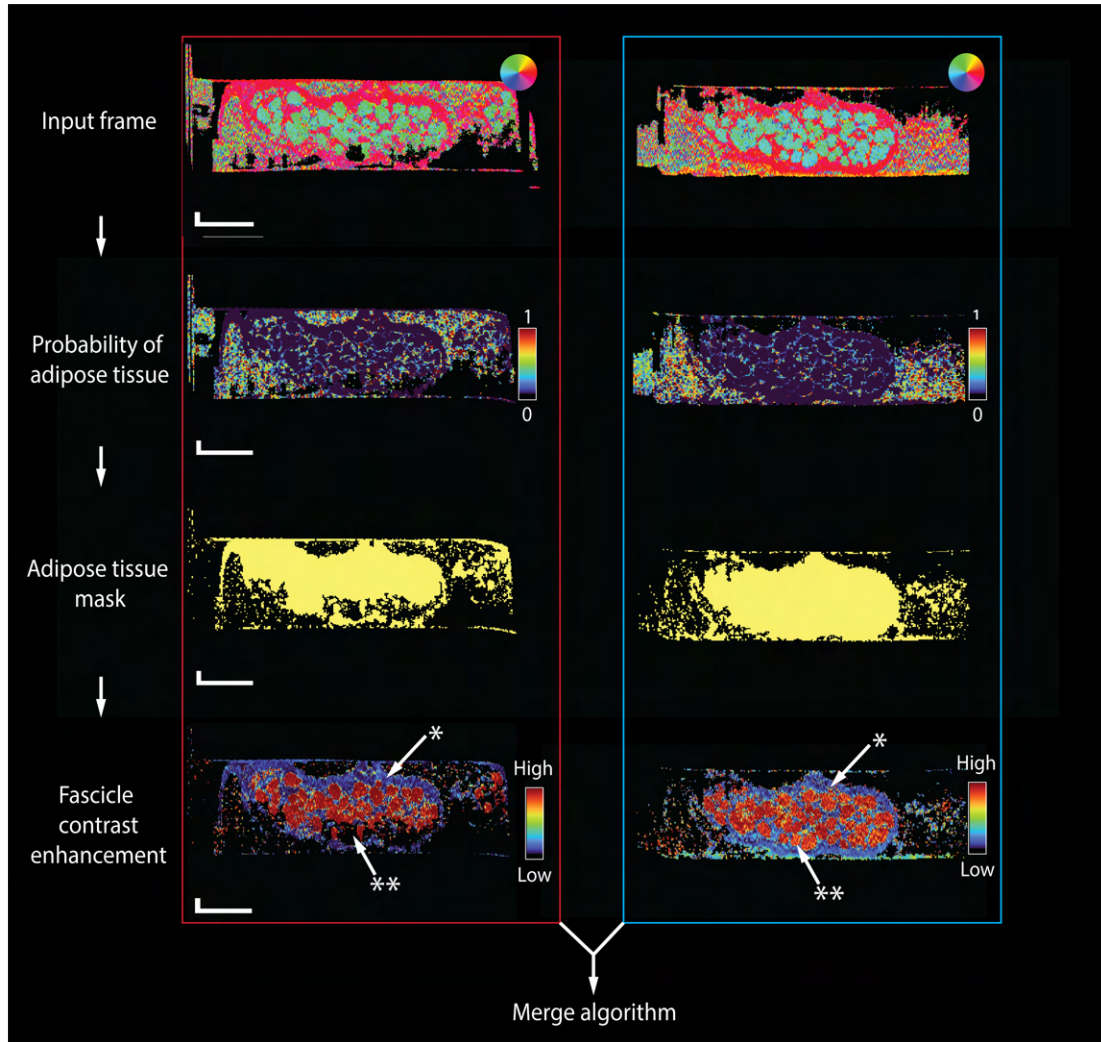 Input frame
Probability of
adipose tissue
1
0
1
0
Adipose tissue
mask
Fascicle
contrast
enhancement
*
**
High
Low
*
**
High
Low
Merge algorithm